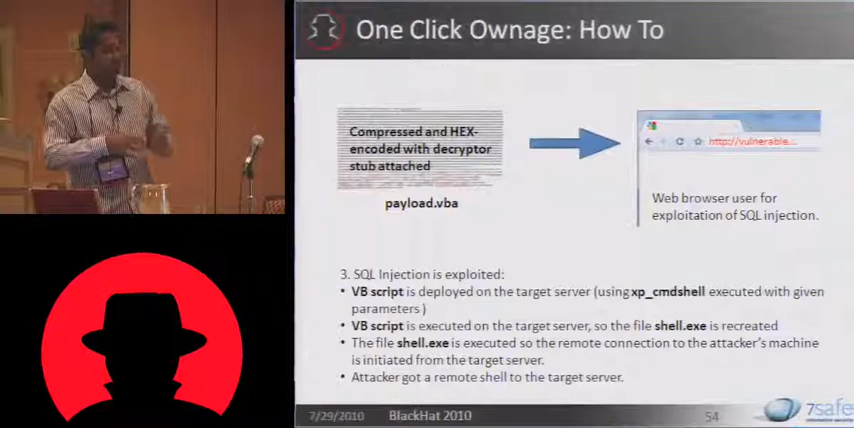 One Click Ownage: How To
Compressed and HEX-
encoded with decryptor
stub attached
payload.vba
http://vulnerable...
Web browser user for
exploitation of SQL injection.
3. SQL Injection is exploited:
• VB script is deployed on the target server (using xp_cmdshell executed with given
parameters )
• VB script is executed on the target server, so the file shell.exe is recreated
• The file shell.exe is executed so the remote connection to the attacker's machine
is initiated from the target server.
• Attacker got a remote shell to the target server.
7/29/2010 BlackHat 2010 54
7safe
information security